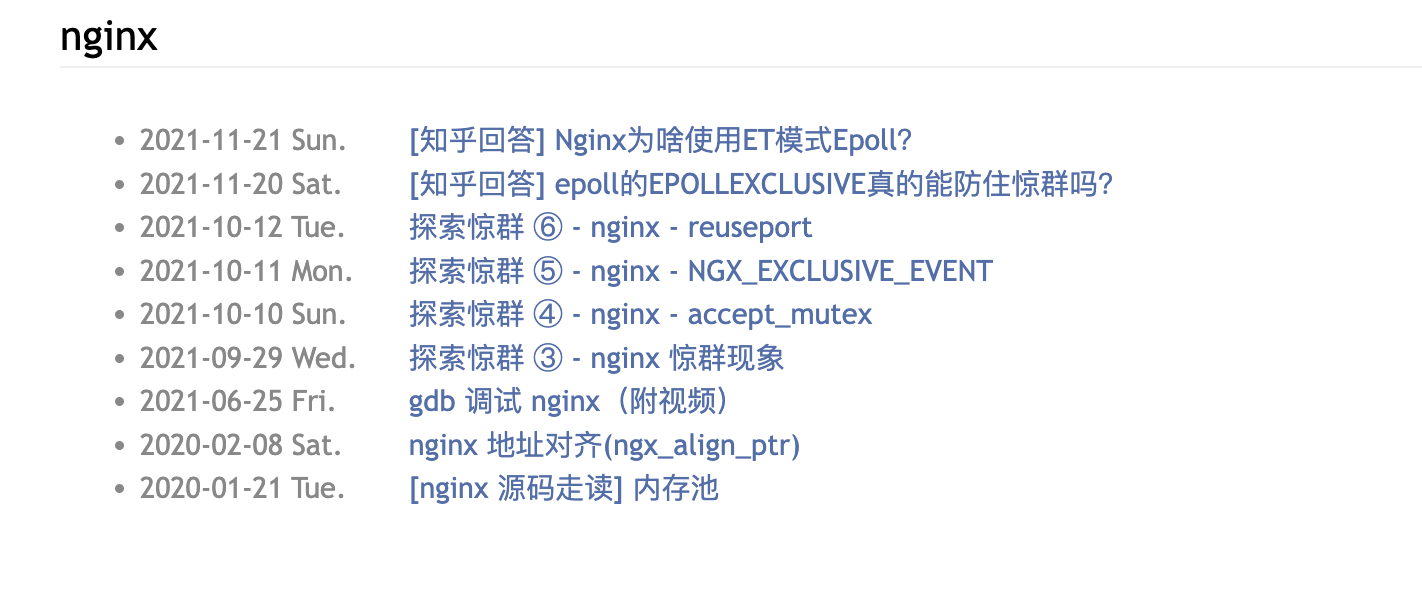 nginx
2021-11-21 Sun. [知乎回答] Nginx为啥使用ET模式Epoll？
2021-11-20 Sat. [知乎回答] epoll的EPOLLEXCLUSIVE真的能防住惊群吗？
2021-10-12 Tue. 探索惊群 ⑥ - nginx - reuseport
2021-10-11 Mon. 探索惊群 ⑤ - nginx - NGX_EXCLUSIVE_EVENT
2021-10-10 Sun. 探索惊群 ④ - nginx - accept_mutex
2021-09-29 Wed. 探索惊群 ③ - nginx 惊群现象
2021-06-25 Fri. gdb 调试 nginx（附视频）
2020-02-08 Sat. nginx 地址对齐(ngx_align_ptr)
2020-01-21 Tue. [nginx 源码走读] 内存池